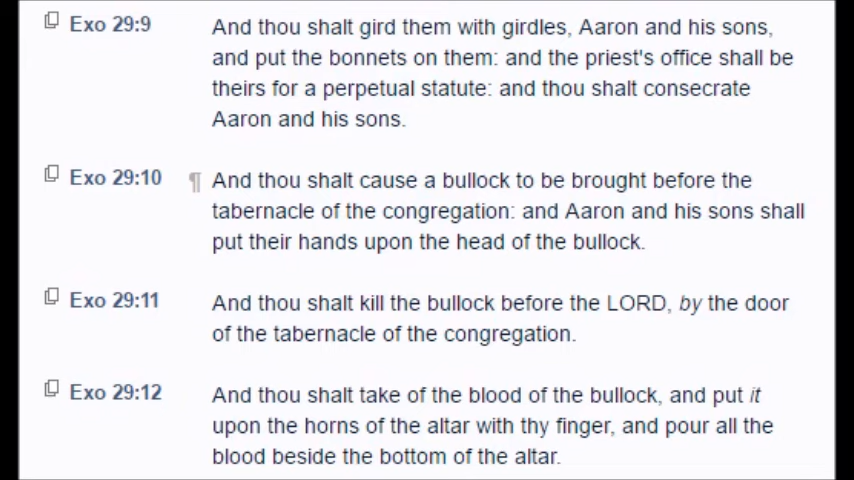 Exo 29:9 And thou shalt gird them with girdles, Aaron and his sons,
and put the bonnets on them: and the priest's office shall be
theirs for a perpetual statute: and thou shalt consecrate
Aaron and his sons.
Exo 29:10 ¶ And thou shalt cause a bullock to be brought before the
tabernacle of the congregation: and Aaron and his sons shall
put their hands upon the head of the bullock.
Exo 29:11 And thou shalt kill the bullock before the LORD, by the door
of the tabernacle of the congregation.
Exo 29:12 And thou shalt take of the blood of the bullock, and put it
upon the horns of the altar with thy finger, and pour all the
blood beside the bottom of the altar.